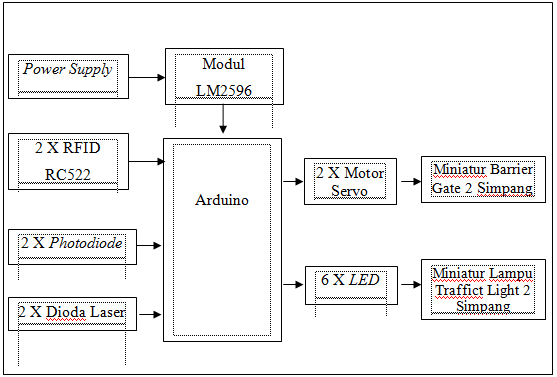 Power Supply
Modul
LM2596
2 X RFID
RC522
Arduino
2 X Motor
Servo
Miniatur Barrier
Gate 2 Simpang
2 X Photodiode
6 X LED
Miniatur Lampu
Traffict Light 2
Simpang
2 X Dioda Laser